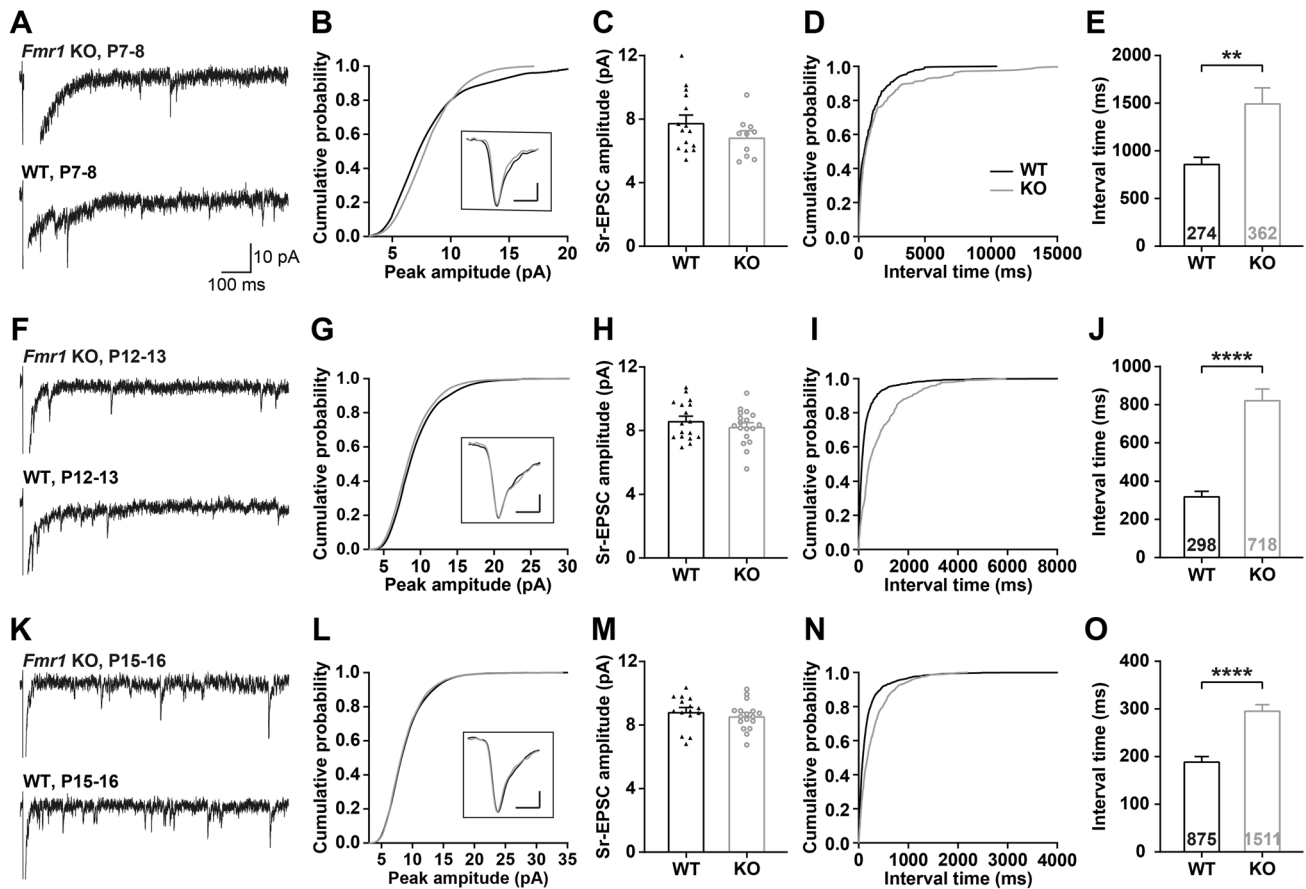 A
Fmr1 KO, P7-8
WT, P7-8
10 pA
100 ms
B
Cumulative probability
1.0
0.8
0.6
0.4
0.2
0.0
5 10 15 20
Peak ampitude (pA)
C
Sr-EPSC amplitude (pA)
12
8
4
0
WT KO
D
Cumulative probability
1.0
0.8
0.6
0.4
0.2
0.0
WT
KO
0 5000 10000 15000
Interval time (ms)
E
Interval time (ms)
2000
1500
1000
500
0
**
274 362
WT KO
F
Fmr1 KO, P12-13
WT, P12-13
G
Cumulative probability
1.0
0.8
0.6
0.4
0.2
0.0
5 10 15 20 25 30
Peak amplitude (pA)
H
Sr-EPSC amplitude (pA)
12
8
4
0
WT KO
I
Cumulative probability
1.0
0.8
0.6
0.4
0.2
0.0
0 2000 4000 6000 8000
Interval time (ms)
J
Interval time (ms)
1000
800
600
400
200
0
****
298 718
WT KO
K
Fmr1 KO, P15-16
WT, P15-16
L
Cumulative probability
1.0
0.8
0.6
0.4
0.2
0.0
5 10 15 20 25 30 35
Peak amplitude (pA)
M
Sr-EPSC amplitude (pA)
12
8
4
0
WT KO
N
Cumulative probability
1.0
0.8
0.6
0.4
0.2
0.0
0 1000 2000 3000 4000
Interval time (ms)
O
Interval time (ms)
400
300
200
100
0
****
875 1511
WT KO